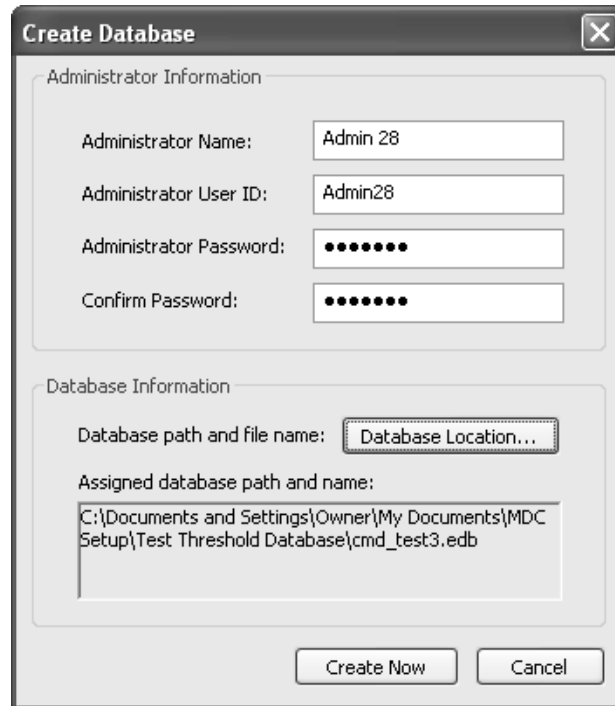 Create Database
Administrator Information
Administrator Name: Admin 28
Administrator User ID: Admin28
Administrator Password: ●●●●●●●
Confirm Password: ●●●●●●●
Database Information
Database path and file name: Database Location...
Assigned database path and name:
C:\Documents and Settings\Owner\My Documents\MDC
Setup\Test Threshold Database\cmd_test3.edb
Create Now Cancel